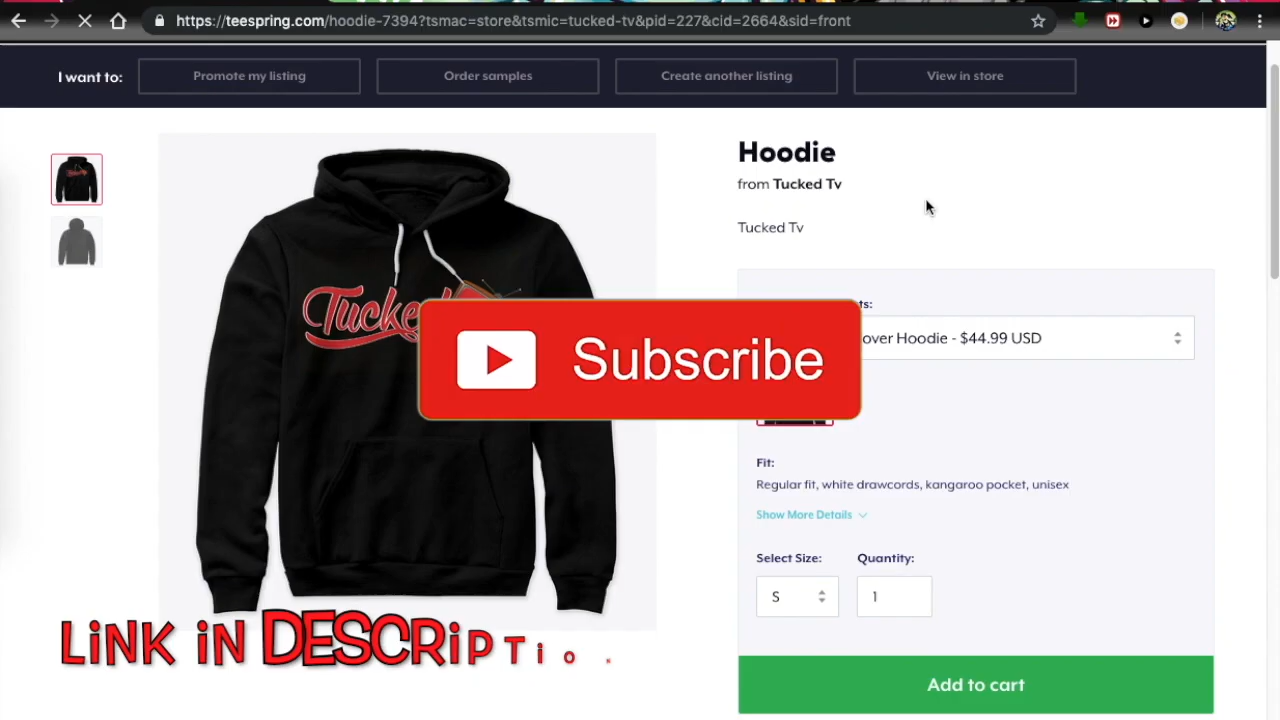 https://teespring.com/hoodie-7394?tsmac=store&tsmic=tucked-tv&pid=227&cid=2664&sid=front
I want to:
Promote my listing
Order samples
Create another listing
View in store
Hoodie
from Tucked Tv
Tucked Tv
Tucke
ts:
over Hoodie - $44.99 USD
Subscribe
Fit:
Regular fit, white drawcords, kangaroo pocket, unisex
Show More Details
Select Size:
Quantity:
S
1
LiNK iN DESCRiPTio.
Add to cart